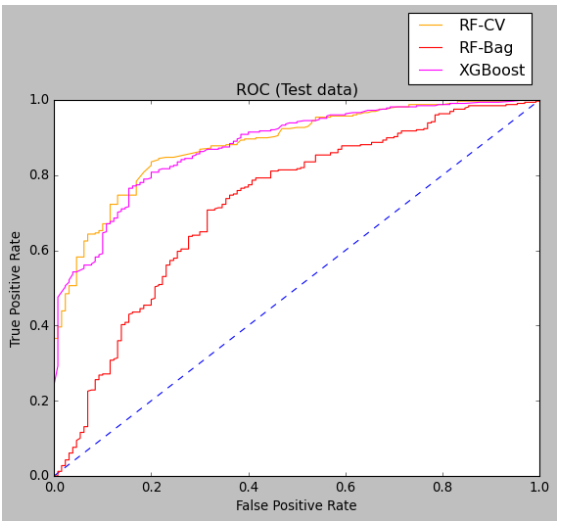 RF-CV
RF-Bag
XGBoost
ROC (Test data)
1.0
0.8
0.6
0.4
0.2
0.0
True Positive Rate
0.0 0.2 0.4 0.6 0.8 1.0
False Positive Rate